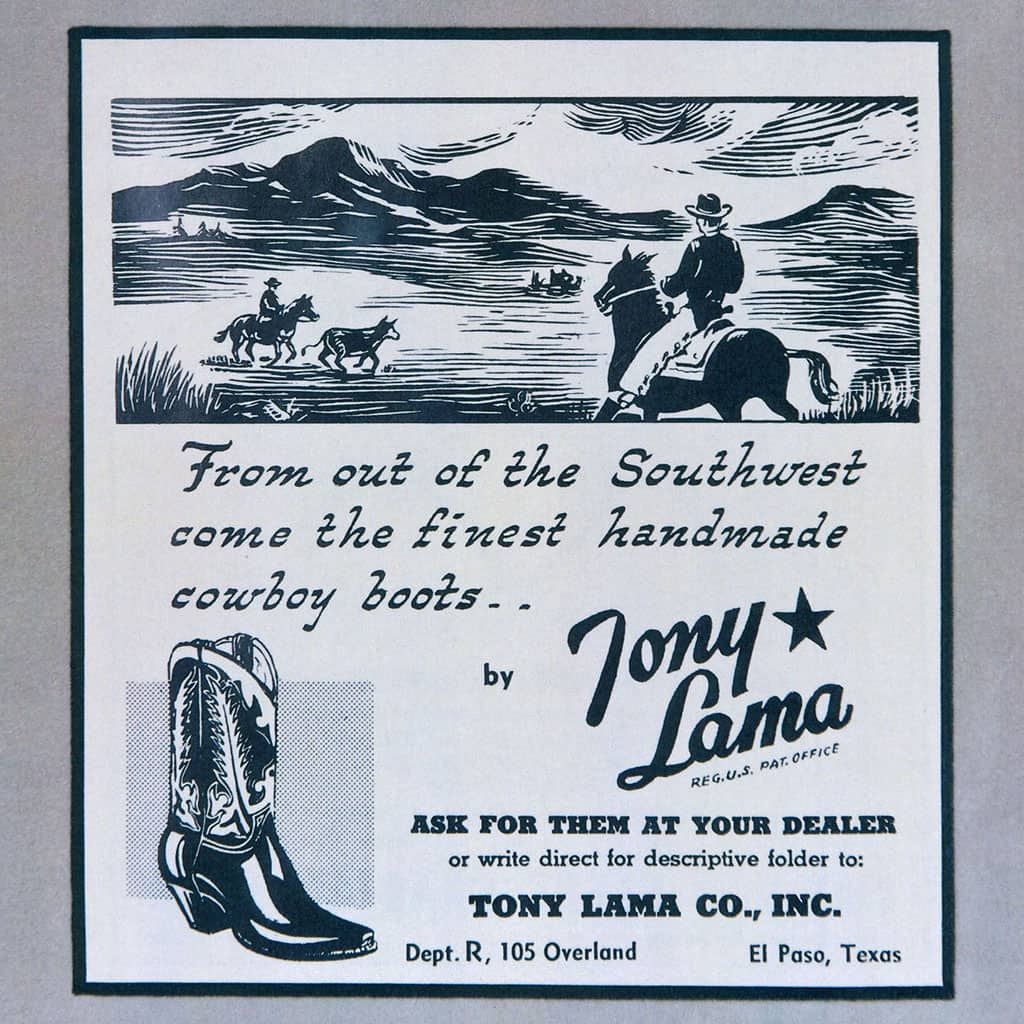 From out of the Southwest
come the finest handmade
cowboy boots..
by Tony Lama
REG. U.S. PAT. OFFICE
ASK FOR THEM AT YOUR DEALER
or write direct for descriptive folder to:
TONY LAMA CO., INC.
Dept. R, 105 Overland El Paso, Texas